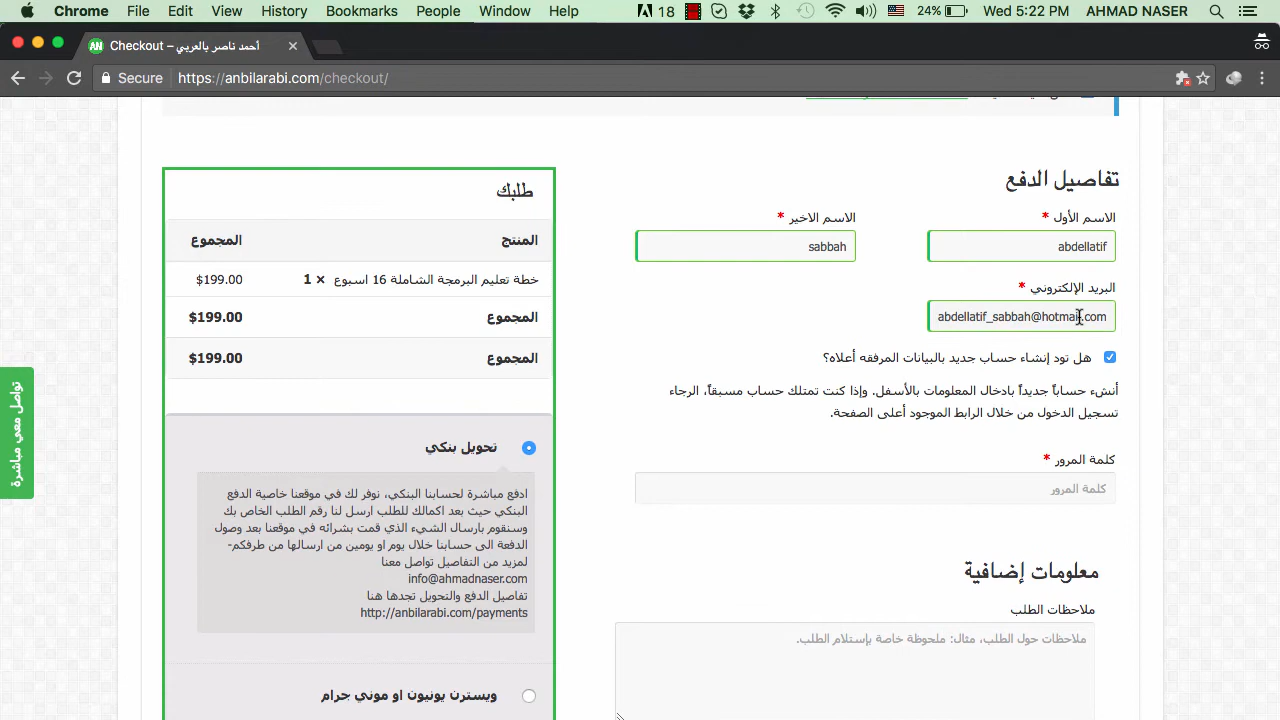 Chrome File Edit View History Bookmarks People Window Help 18 24% Wed 5:22 PM AHMAD NASER
AN Checkout – أحمد ناصر بالعربي
Secure https://anbilarabi.com/checkout/
تفاصيل الدفع
الاسم الأول *
الاسم الاخير *
abdellatif
sabbah
البريد الإلكتروني *
abdellatif_sabbah@hotmail.com
هل تود إنشاء حساب جديد بالبيانات المرفقه أعلاه؟
أنشء حساباً جديداً بادخال المعلومات بالأسفل. وإذا كنت تمتلك حساب مسبقاً، الرجاء
تسجيل الدخول من خلال الرابط الموجود أعلى الصفحة.
كلمة المرور *
كلمة المرور
معلومات إضافية
ملاحظات الطلب
ملاحظات حول الطلب، مثال: ملحوظة خاصة بإستلام الطلب.
طلبك
المنتج المجموع
خطة تعليم البرمجة الشاملة 16 اسبوع × 1 $199.00
المجموع $199.00
المجموع $199.00
تحويل بنكي
ادفع مباشرة لحسابنا البنكي، نوفر لك في موقعنا خاصية الدفع
البنكي حيث بعد اكمالك للطلب ارسل لنا رقم الطلب الخاص بك
وسنقوم بارسال الشيء الذي قمت بشرائه في موقعنا بعد وصول
الدفعة الى حسابنا خلال يوم او يومين من ارسالها من طرفكم-
لمزيد من التفاصيل تواصل معنا
info@ahmadnaser.com
تفاصيل الدفع والتحويل تجدها هنا
http://anbilarabi.com/payments
ويسترن يونيون او موني جرام
تواصل معي مباشرة